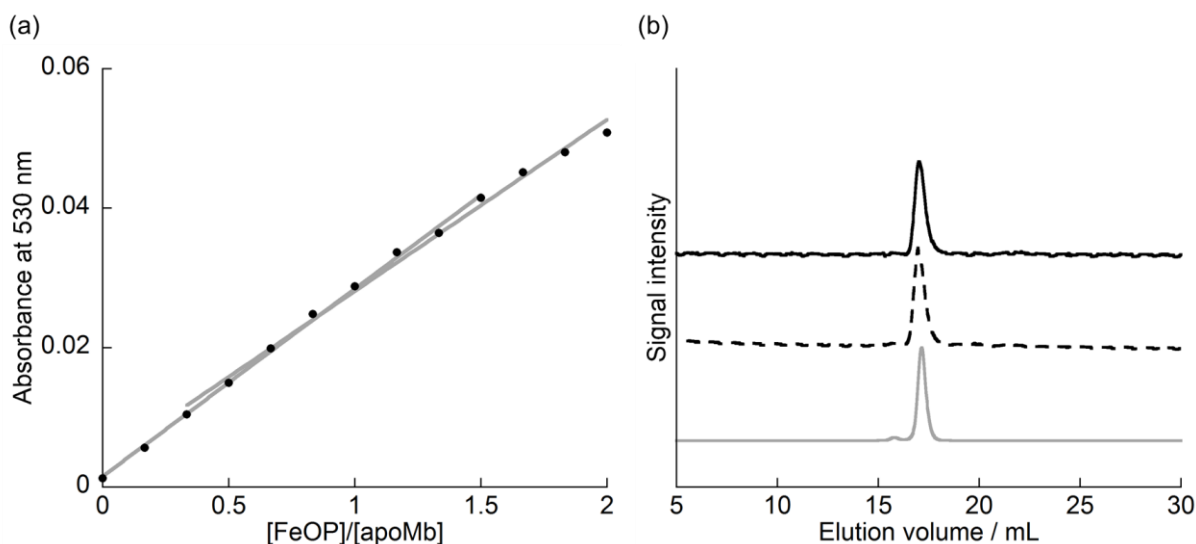 (a)
0.06
0.04
0.02
0
Absorbance at 530 nm
0 0.5 1 1.5 2
[FeOP]/[apoMb]
(b)
Signal intensity
5 10 15 20 25 30
Elution volume / mL